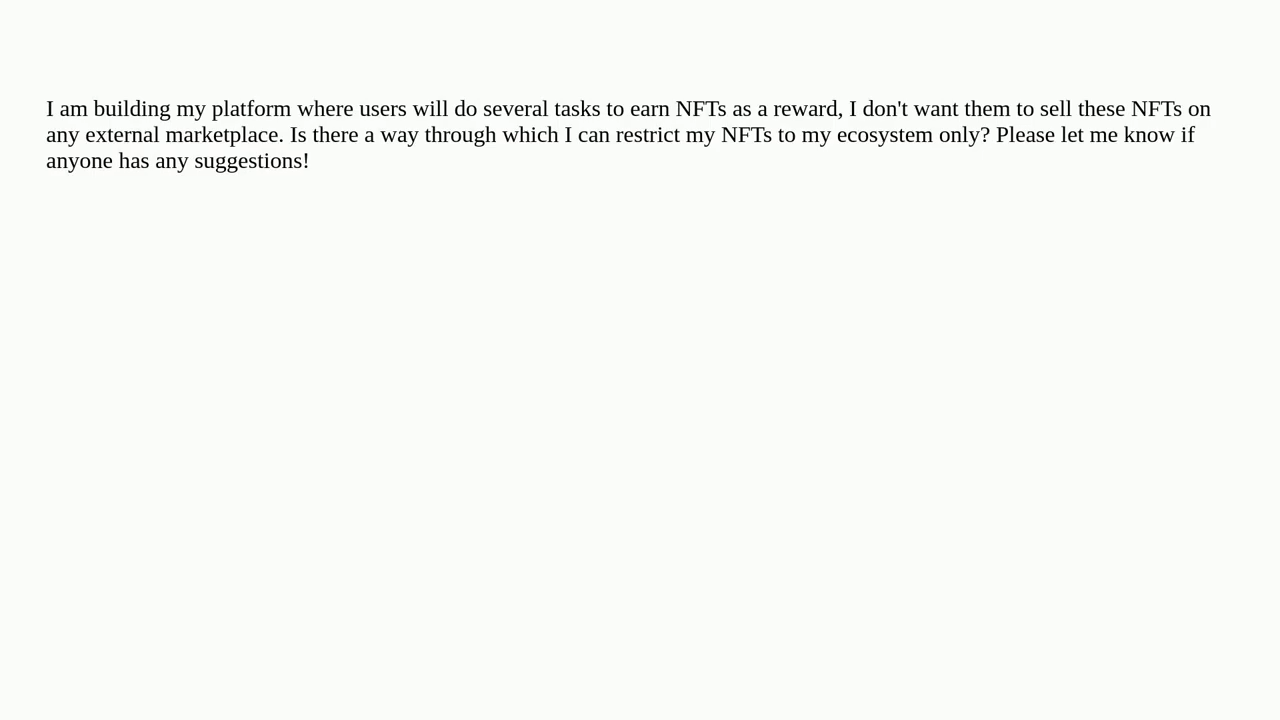 I am building my platform where users will do several tasks to earn NFTs as a reward, I don't want them to sell these NFTs on
any external marketplace. Is there a way through which I can restrict my NFTs to my ecosystem only? Please let me know if
anyone has any suggestions!